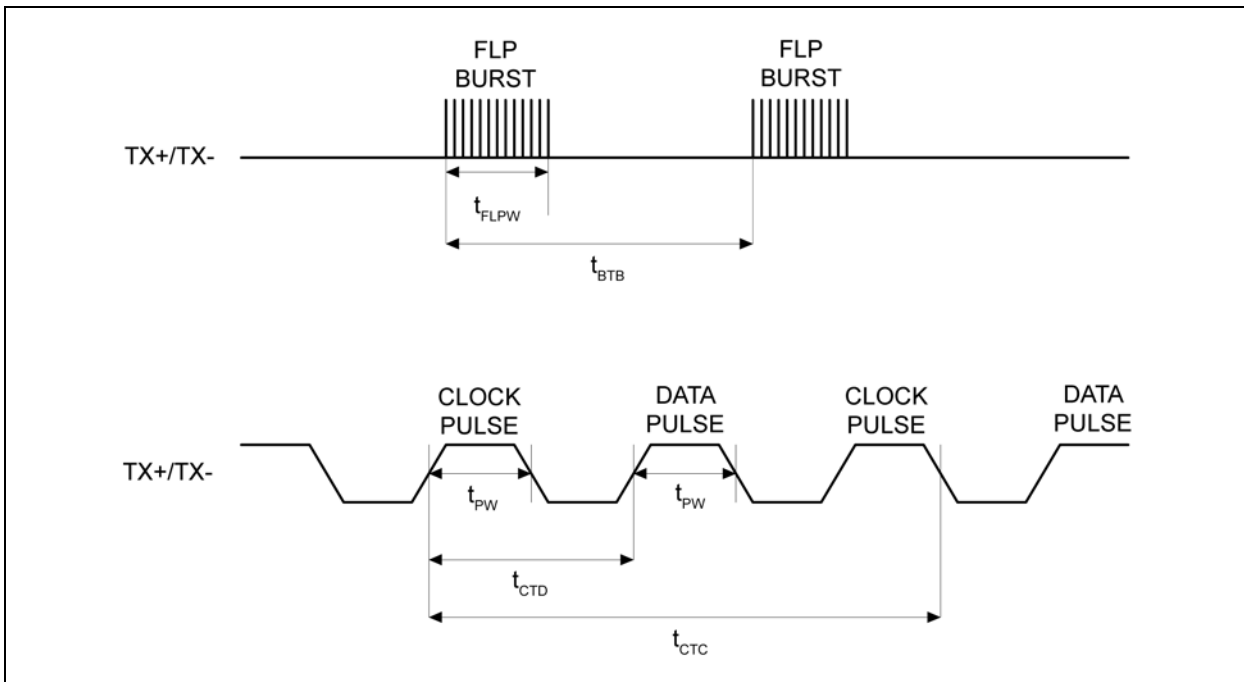 FLP
BURST
FLP
BURST
TX+/TX-
tFLPW
tBTB
CLOCK
PULSE
DATA
PULSE
CLOCK
PULSE
DATA
PULSE
TX+/TX-
tPW
tPW
tCTD
tCTC